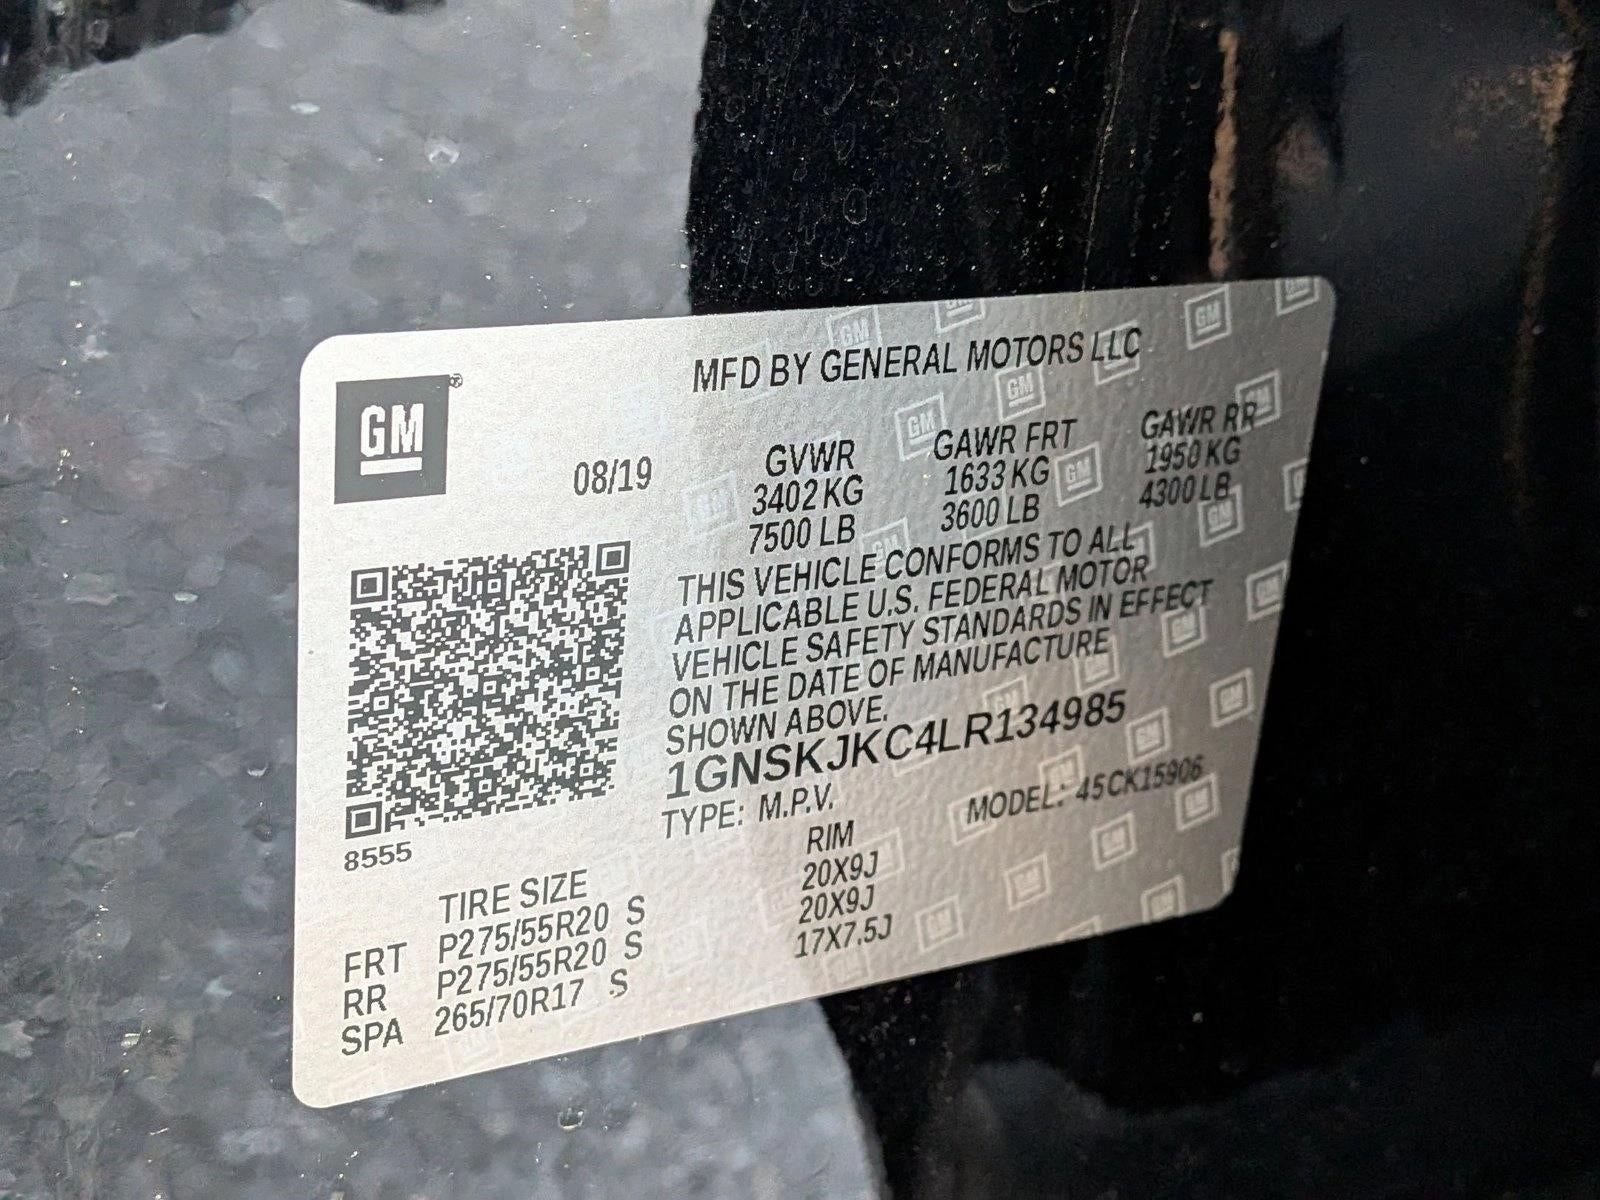 GM®
MFD BY GENERAL MOTORS LLC
08/19
GVWR GAWR FRT GAWR RR
3402 KG 1633 KG 1950 KG
7500 LB 3600 LB 4300 LB
THIS VEHICLE CONFORMS TO ALL
APPLICABLE U.S. FEDERAL MOTOR
VEHICLE SAFETY STANDARDS IN EFFECT
ON THE DATE OF MANUFACTURE
SHOWN ABOVE.
1GNSKJKC4LR134985
TYPE: M.P.V. MODEL: 45CK15906
8555
TIRE SIZE RIM
FRT P275/55R20 S 20X9J
RR P275/55R20 S 20X9J
SPA 265/70R17 S 17X7.5J